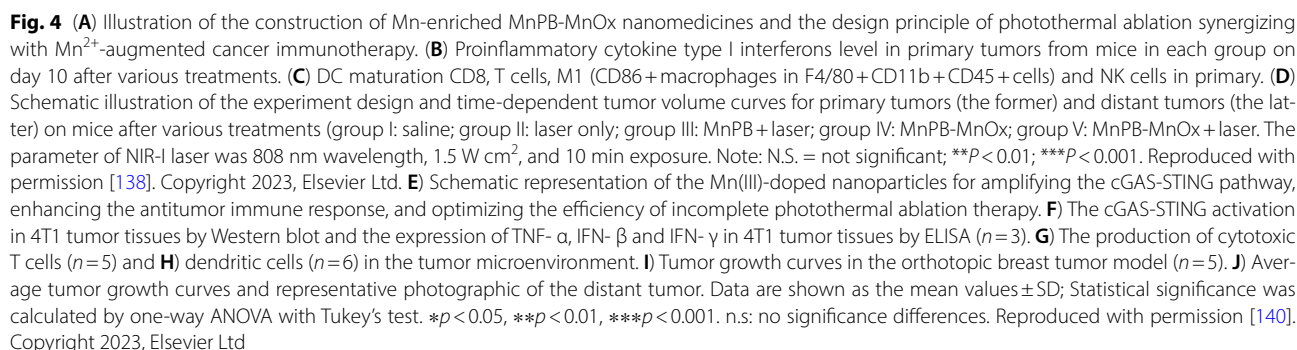 Fig. 4 (A) Illustration of the construction of Mn-enriched MnPB-MnOx nanomedicines and the design principle of photothermal ablation synergizing
with Mn²⁺-augmented cancer immunotherapy. (B) Proinflammatory cytokine type I interferons level in primary tumors from mice in each group on
day 10 after various treatments. (C) DC maturation CD8, T cells, M1 (CD86 + macrophages in F4/80 + CD11b + CD45 + cells) and NK cells in primary. (D)
Schematic illustration of the experiment design and time-dependent tumor volume curves for primary tumors (the former) and distant tumors (the lat-
ter) on mice after various treatments (group I: saline; group II: laser only; group III: MnPB + laser; group IV: MnPB-MnOx; group V: MnPB-MnOx + laser. The
parameter of NIR-I laser was 808 nm wavelength, 1.5 W cm², and 10 min exposure. Note: N.S. = not significant; **P < 0.01; ***P < 0.001. Reproduced with
permission [138]. Copyright 2023, Elsevier Ltd. E) Schematic representation of the Mn(III)-doped nanoparticles for amplifying the cGAS-STING pathway,
enhancing the antitumor immune response, and optimizing the efficiency of incomplete photothermal ablation therapy. F) The cGAS-STING activation
in 4T1 tumor tissues by Western blot and the expression of TNF- α, IFN- β and IFN- γ in 4T1 tumor tissues by ELISA (n = 3). G) The production of cytotoxic
T cells (n = 5) and H) dendritic cells (n = 6) in the tumor microenvironment. I) Tumor growth curves in the orthotopic breast tumor model (n = 5). J) Aver-
age tumor growth curves and representative photographic of the distant tumor. Data are shown as the mean values ± SD; Statistical significance was
calculated by one-way ANOVA with Tukey's test. ∗p < 0.05, ∗∗p < 0.01, ∗∗∗p < 0.001. n.s: no significance differences. Reproduced with permission [140].
Copyright 2023, Elsevier Ltd